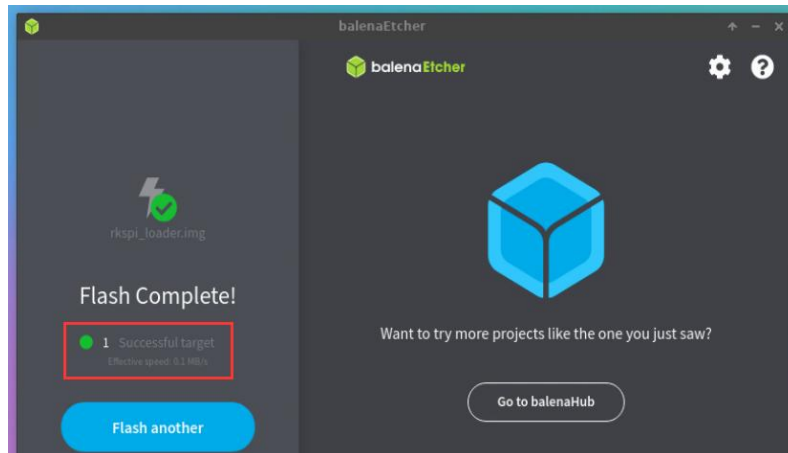 balenaEtcher
balenaEtcher
rkspi_loader.img
Flash Complete!
1 Successful target
Effective speed: 0.1 MB/s
Flash another
Want to try more projects like the one you just saw?
Go to balenaHub